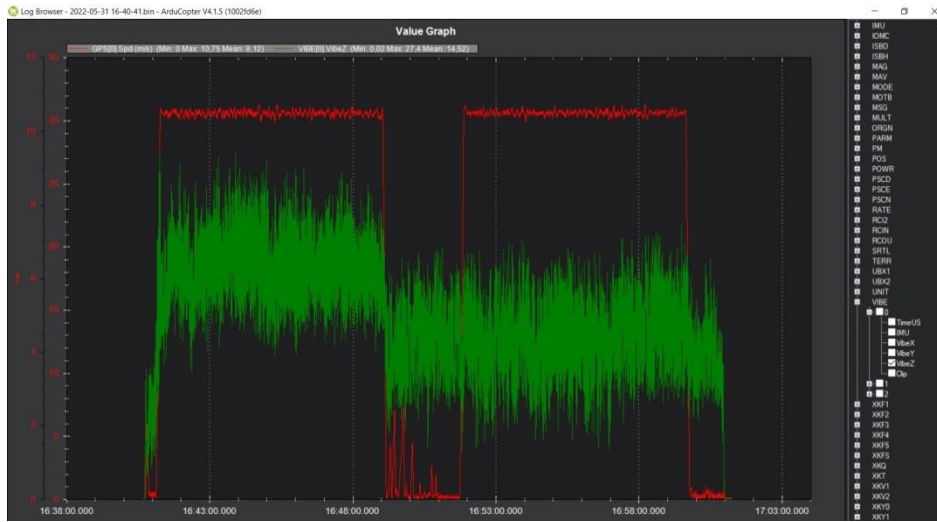 Log Browser - 2022-05-31 16-40-41.bin - ArduCopter V4.1.5 (1002fd6e)
Value Graph
GPS[0].Spd (m/s) (Min: 0 Max: 10,75 Mean: 8,12)
VIBE[0].VibeZ (Min: 0,02 Max: 27,4 Mean: 14,52)
12
10
8
6
4
2
0
30
30
25
20
15
10
5
0
16:38:00.000
16:43:00.000
16:48:00.000
16:53:00.000
16:58:00.000
17:03:00.000
IMU
IOMC
ISBD
ISBH
MAG
MAV
MODE
MOTB
MSG
MULT
ORGN
PARM
PM
POS
POWR
PSCD
PSCE
PSCN
RATE
RCI2
RCIN
RCOU
SRTL
TERR
UBX1
UBX2
UNIT
VIBE
0
TimeUS
IMU
VibeX
VibeY
VibeZ
Clip
1
2
XKF1
XKF2
XKF3
XKF4
XKF5
XKFS
XKQ
XKT
XKV1
XKV2
XKY0
XKY1